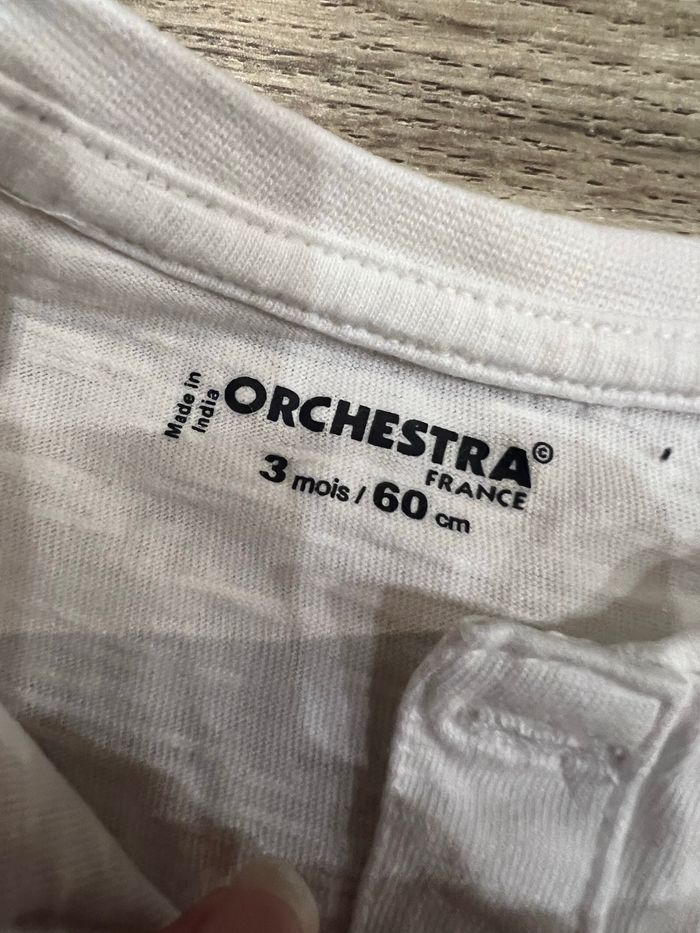 Made in
India
ORCHESTRA©
FRANCE
3 mois / 60 cm